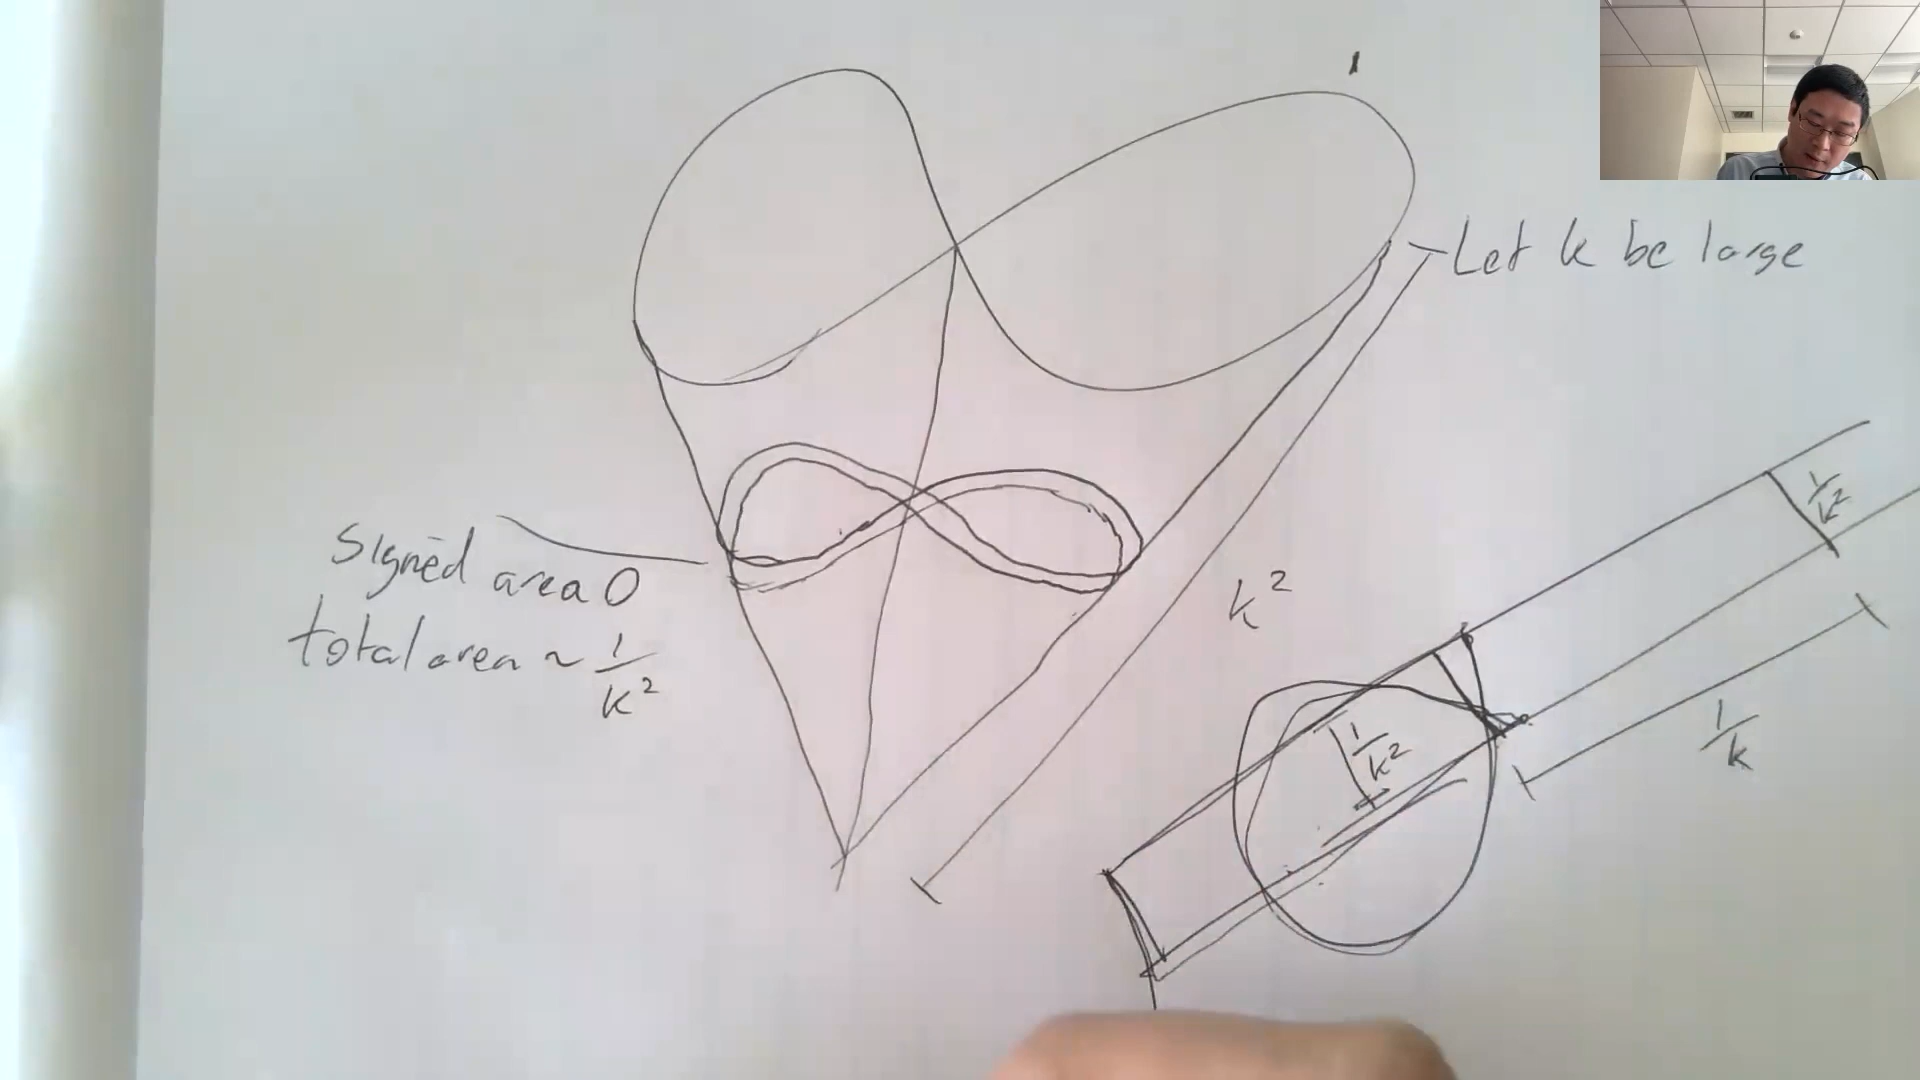 Let k be large
Signed area 0
total area ~ 1/k²
k²
1/k²
1/k²
1/k